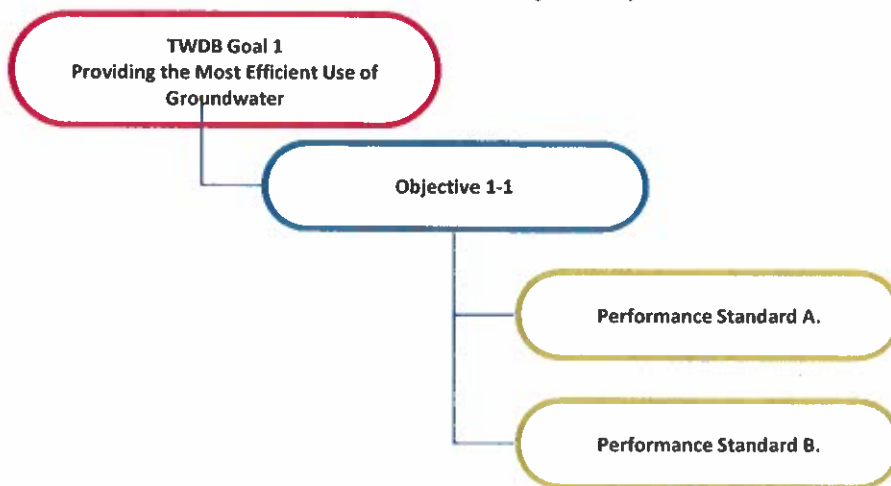 TWDB Goal 1
Providing the Most Efficient Use of
Groundwater
Objective 1-1
Performance Standard A.
Performance Standard B.